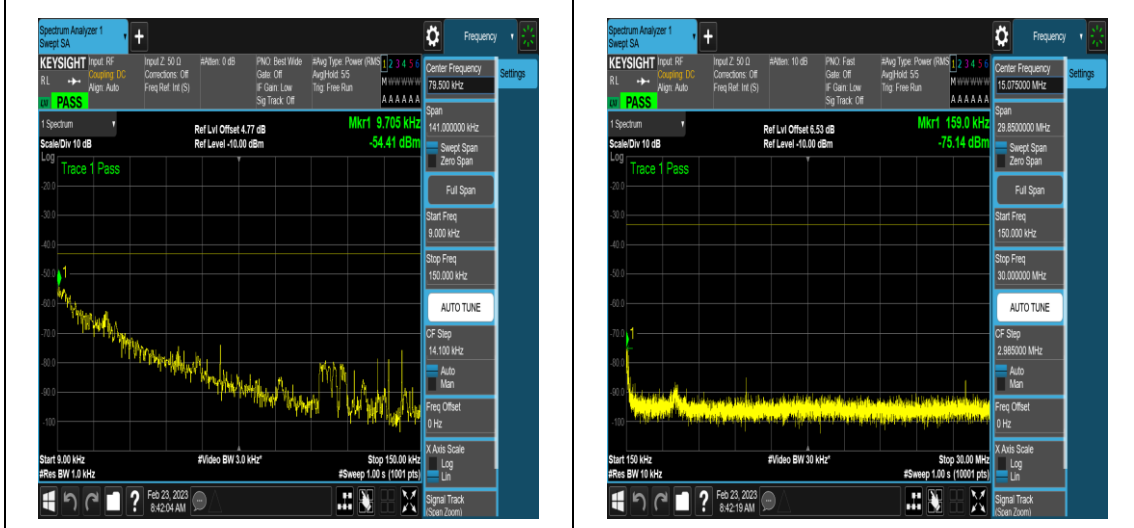 Spectrum Analyzer 1
Swept SA
+
Frequency
KEYSIGHT
RL
Input: RF
Coupling: DC
Align: Auto
Input Z: 50 Ω
Corrections: Off
Freq Ref: Int (S)
#Atten: 0 dB
PNO: Best Wide
Gate: Off
IF Gain: Low
Sig Track: Off
#Avg Type: Power (RMS
Avg|Hold: 5/5
Trig: Free Run
1 2 3 4 5 6
M W W W W W
A A A A A A
PASS
1 Spectrum
Scale/Div 10 dB
Ref Lvl Offset 4.77 dB
Ref Level -10.00 dBm
Mkr1 9.705 kHz
-54.41 dBm
Log
Trace 1 Pass
-20.0
-30.0
-40.0
-50.0
1
-60.0
-70.0
-80.0
-90.0
-100
Start 9.00 kHz
#Res BW 1.0 kHz
#Video BW 3.0 kHz*
Stop 150.00 kHz
#Sweep 1.00 s (1001 pts)
?
Feb 23, 2023
8:42:04 AM
Center Frequency
79.500 kHz
Settings
Span
141.000000 kHz
Swept Span
Zero Span
Full Span
Start Freq
9.000 kHz
Stop Freq
150.000 kHz
AUTO TUNE
CF Step
14.100 kHz
Auto
Man
Freq Offset
0 Hz
X Axis Scale
Log
Lin
Signal Track
(Span Zoom)
Spectrum Analyzer 1
Swept SA
+
Frequency
KEYSIGHT
RL
Input: RF
Coupling: DC
Align: Auto
Input Z: 50 Ω
Corrections: Off
Freq Ref: Int (S)
#Atten: 10 dB
PNO: Fast
Gate: Off
IF Gain: Low
Sig Track: Off
#Avg Type: Power (RMS
Avg|Hold: 5/5
Trig: Free Run
1 2 3 4 5 6
M W W W W W
A A A A A A
PASS
1 Spectrum
Scale/Div 10 dB
Ref Lvl Offset 6.53 dB
Ref Level -10.00 dBm
Mkr1 159.0 kHz
-75.14 dBm
Log
Trace 1 Pass
-20.0
-30.0
-40.0
-50.0
-60.0
-70.0
1
-80.0
-90.0
-100
Start 150 kHz
#Res BW 10 kHz
#Video BW 30 kHz*
Stop 30.00 MHz
#Sweep 1.00 s (10001 pts)
?
Feb 23, 2023
8:42:19 AM
Center Frequency
15.075000 MHz
Settings
Span
29.8500000 MHz
Swept Span
Zero Span
Full Span
Start Freq
150.000 kHz
Stop Freq
30.000000 MHz
AUTO TUNE
CF Step
2.985000 MHz
Auto
Man
Freq Offset
0 Hz
X Axis Scale
Log
Lin
Signal Track
(Span Zoom)